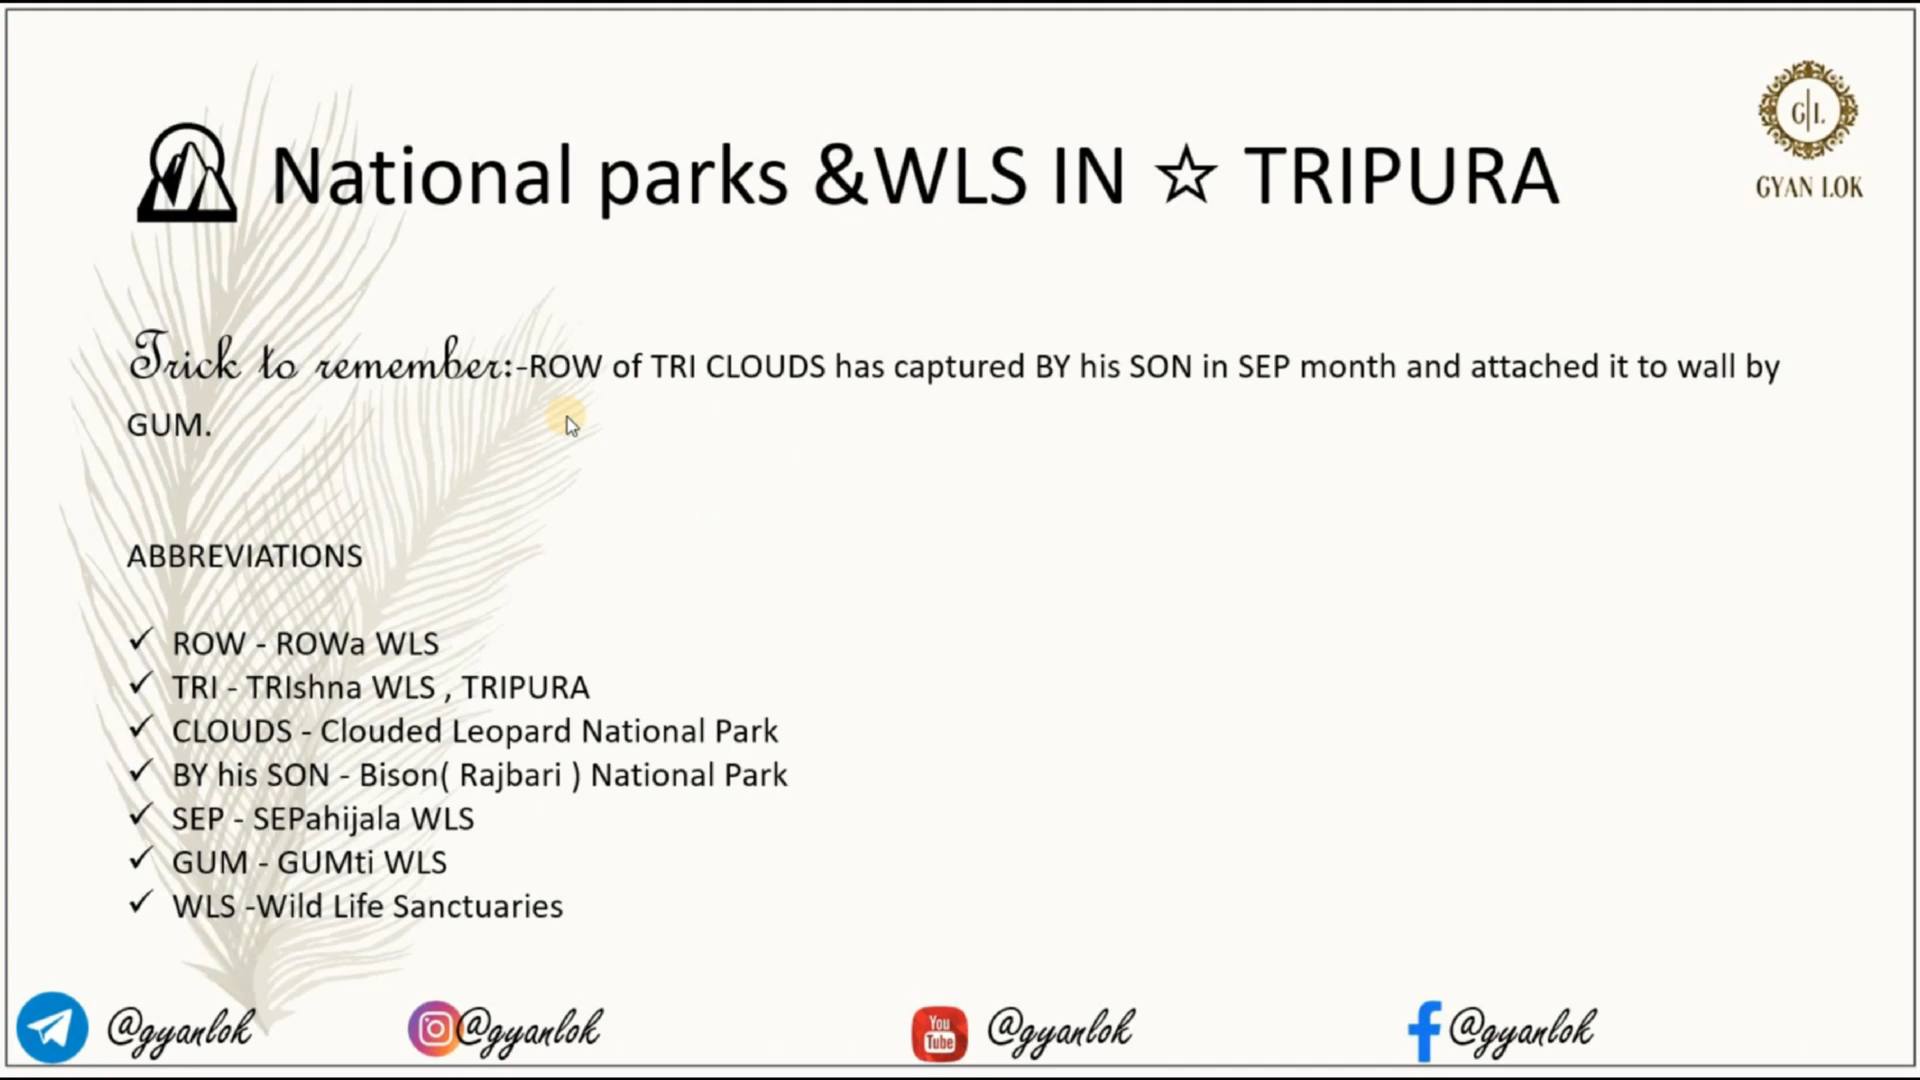 National parks &WLS IN ☆ TRIPURA
G|L
GYAN LOK
Trick to remember:-ROW of TRI CLOUDS has captured BY his SON in SEP month and attached it to wall by
GUM.
ABBREVIATIONS
✓ ROW - ROWa WLS
✓ TRI - TRIshna WLS , TRIPURA
✓ CLOUDS - Clouded Leopard National Park
✓ BY his SON - Bison( Rajbari ) National Park
✓ SEP - SEPahijala WLS
✓ GUM - GUMti WLS
✓ WLS -Wild Life Sanctuaries
@gyanlok
@gyanlok
You
Tube
@gyanlok
@gyanlok